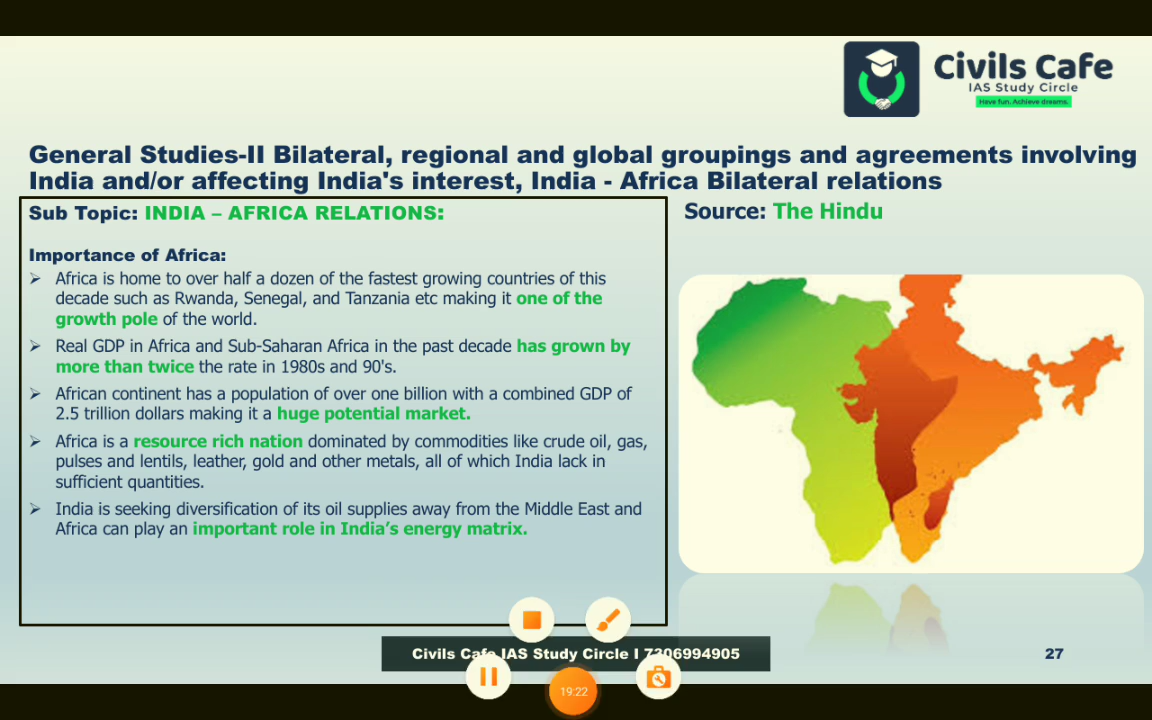 Civils Cafe
IAS Study Circle
Have fun. Achieve dreams.
General Studies-II Bilateral, regional and global groupings and agreements involving
India and/or affecting India's interest, India - Africa Bilateral relations
Sub Topic: INDIA – AFRICA RELATIONS:
Source: The Hindu
Importance of Africa:
➢ Africa is home to over half a dozen of the fastest growing countries of this
decade such as Rwanda, Senegal, and Tanzania etc making it one of the
growth pole of the world.
➢ Real GDP in Africa and Sub-Saharan Africa in the past decade has grown by
more than twice the rate in 1980s and 90's.
➢ African continent has a population of over one billion with a combined GDP of
2.5 trillion dollars making it a huge potential market.
➢ Africa is a resource rich nation dominated by commodities like crude oil, gas,
pulses and lentils, leather, gold and other metals, all of which India lack in
sufficient quantities.
➢ India is seeking diversification of its oil supplies away from the Middle East and
Africa can play an important role in India’s energy matrix.
Civils Cafe IAS Study Circle I 7306994905
27
19:22